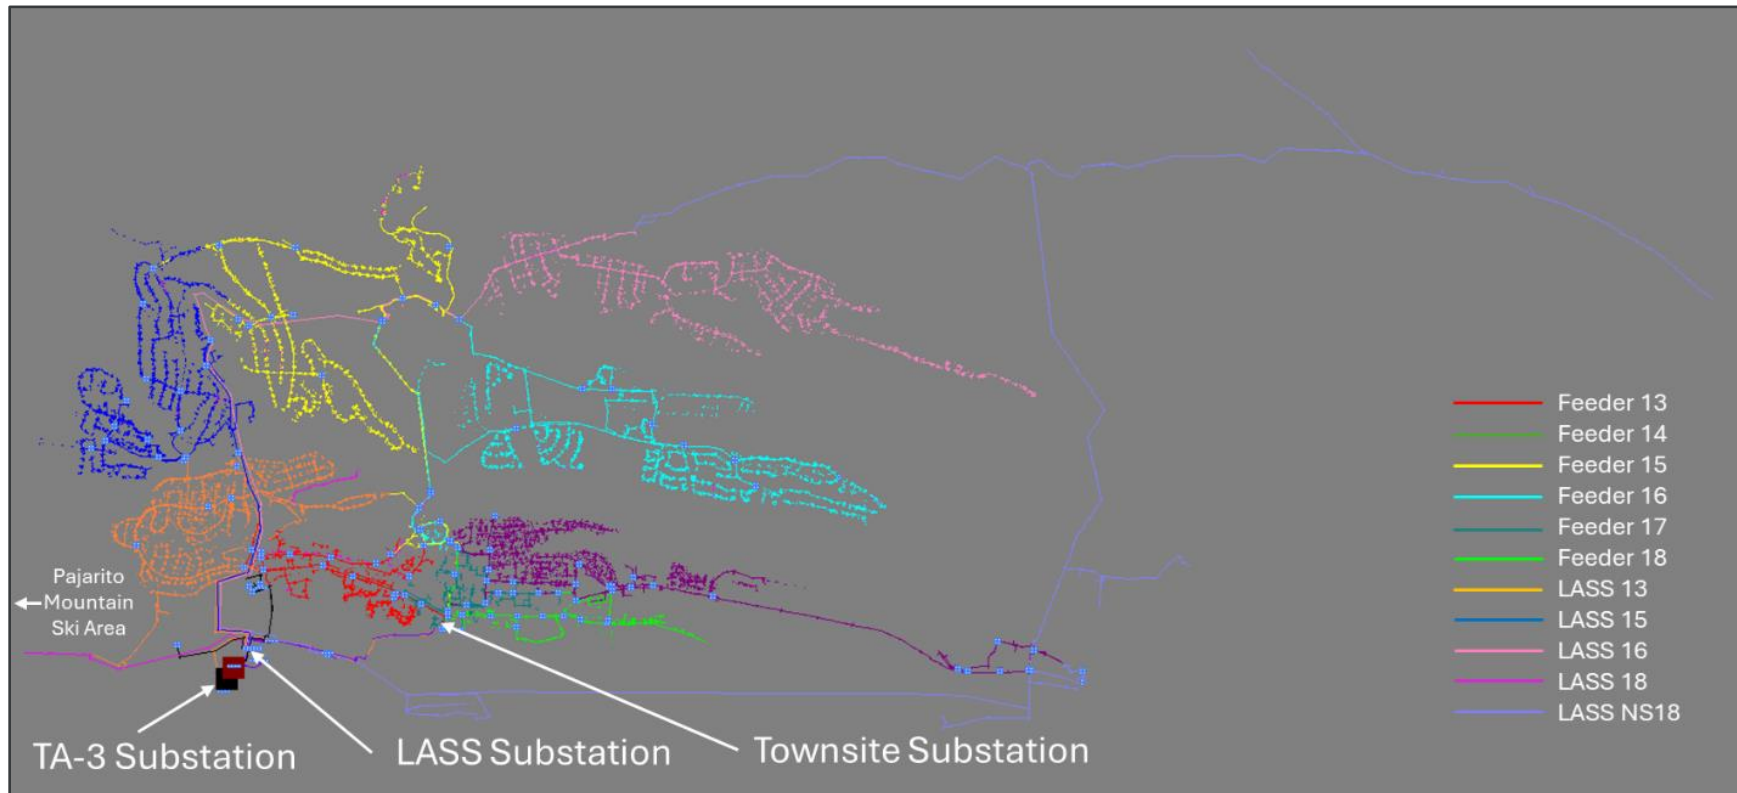 Feeder 13
Feeder 14
Feeder 15
Feeder 16
Feeder 17
Feeder 18
LASS 13
LASS 15
LASS 16
LASS 18
LASS NS18
Pajarito
Mountain
Ski Area
TA-3 Substation
LASS Substation
Townsite Substation